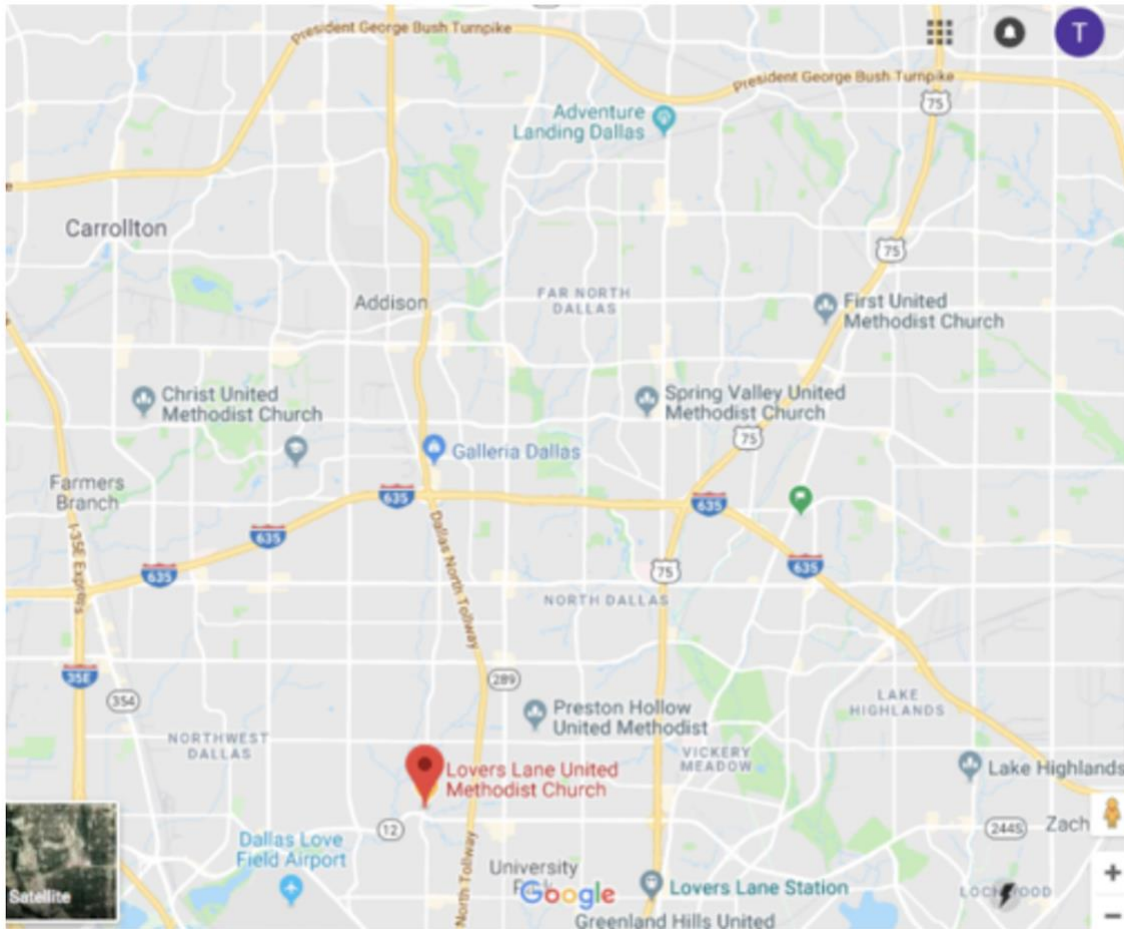 President George Bush Turnpike
T
President George Bush Turnpike
75
Adventure
Landing Dallas
Carrollton
75
Addison
FAR NORTH
DALLAS
First United
Methodist Church
Christ United
Methodist Church
Spring Valley United
Methodist Church
75
Galleria Dallas
Farmers
Branch
635
635
635
635
635
I-35E Express
Dallas North Tollway
75
NORTH DALLAS
35E
354
289
LAKE
HIGHLANDS
Preston Hollow
United Methodist
NORTHWEST
DALLAS
VICKERY
MEADOW
Lovers Lane United
Methodist Church
Lake Highlands
12
244S
Zach
Dallas Love
Field Airport
North Tollway
University
Google
Lovers Lane Station
Satellite
Greenland Hills United